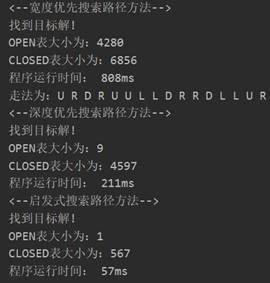 <--宽度优先搜索路径方法-->
找到目标解!
OPEN表大小为：4280
CLOSED表大小为：6856
程序运行时间： 808ms
走法为：U R D R U U L L D R R D L L U R
<--深度优先搜索路径方法-->
找到目标解!
OPEN表大小为：9
CLOSED表大小为：4597
程序运行时间： 211ms
<--启发式搜索路径方法-->
找到目标解!
OPEN表大小为：1
CLOSED表大小为：567
程序运行时间： 57ms